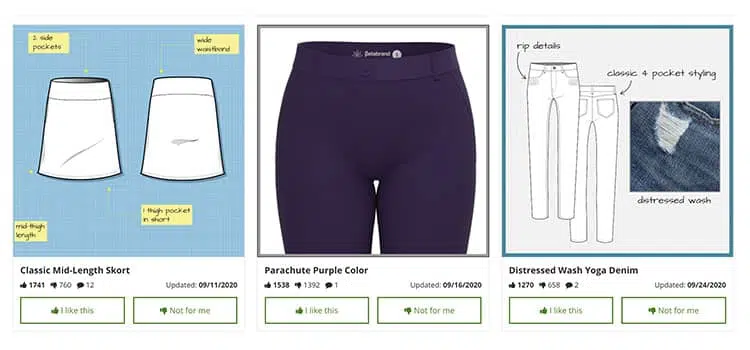 2 side
pockets
wide
waistband
1 thigh pocket
in short
mid-thigh
length
Classic Mid-Length Skort
1741 760 12 Updated: 09/11/2020
I like this Not for me
Betabrand S
Parachute Purple Color
1538 1392 1 Updated: 09/16/2020
I like this Not for me
rip details
classic 4 pocket styling
distressed wash
Distressed Wash Yoga Denim
1270 658 2 Updated: 09/24/2020
I like this Not for me